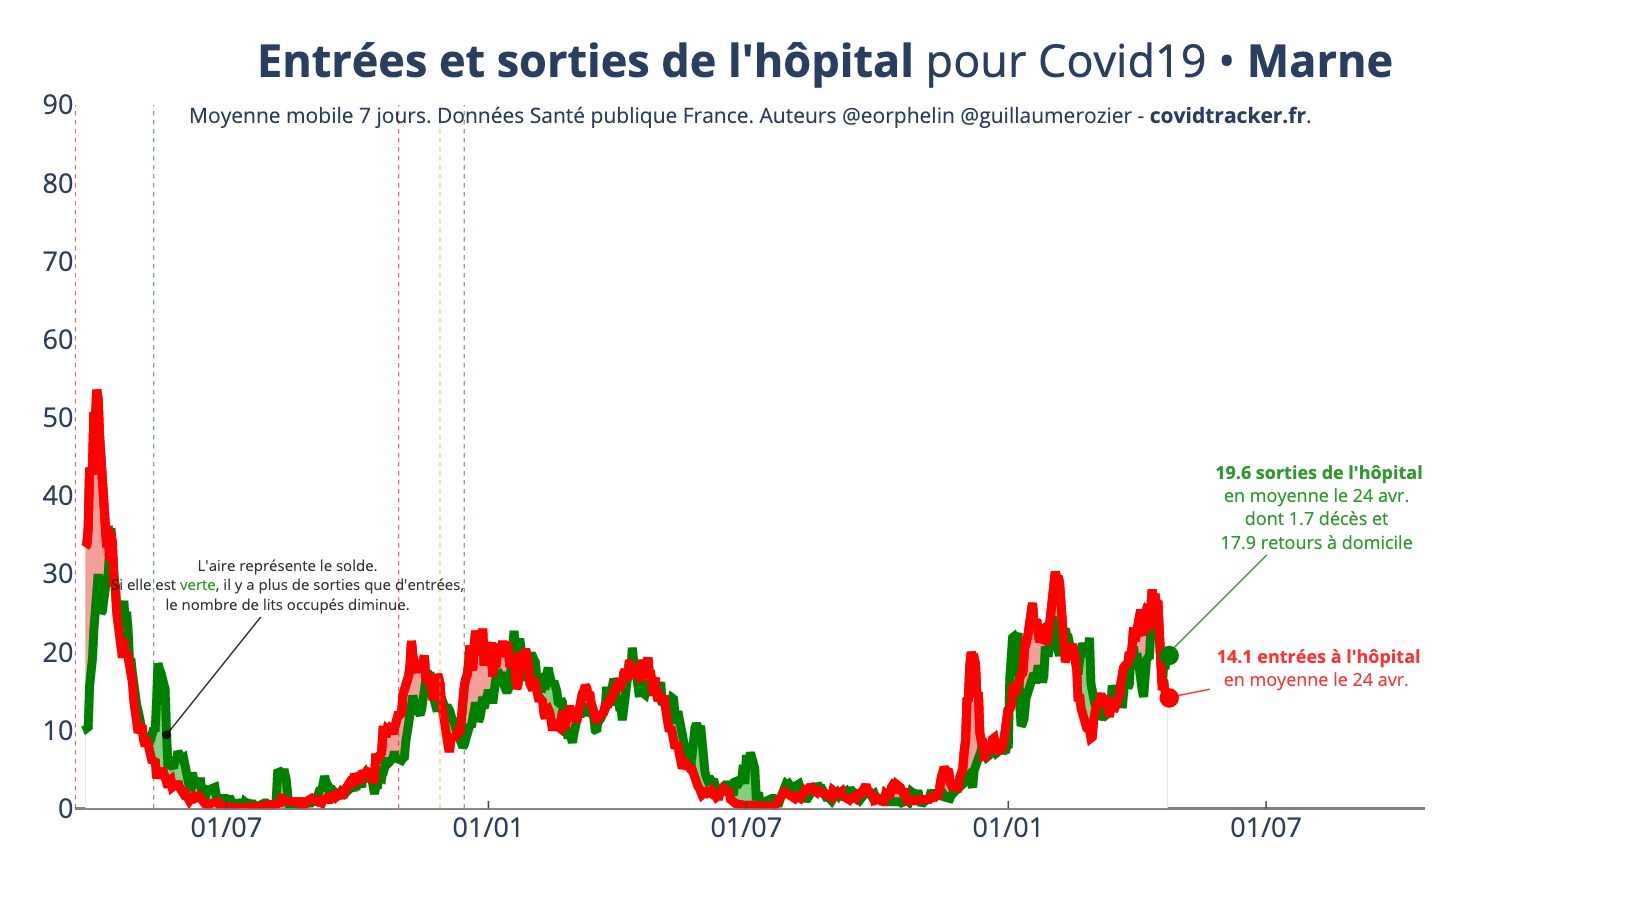 Entrées et sorties de l'hôpital pour Covid19 • Marne
Moyenne mobile 7 jours. Données Santé publique France. Auteurs @eorphelin @guillaumerozier - covidtracker.fr.
90
80
70
60
50
40
30
20
10
0
L'aire représente le solde.
Si elle est verte, il y a plus de sorties que d'entrées,
le nombre de lits occupés diminue.
19.6 sorties de l'hôpital
en moyenne le 24 avr.
dont 1.7 décès et
17.9 retours à domicile
14.1 entrées à l'hôpital
en moyenne le 24 avr.
01/07
01/01
01/07
01/01
01/07